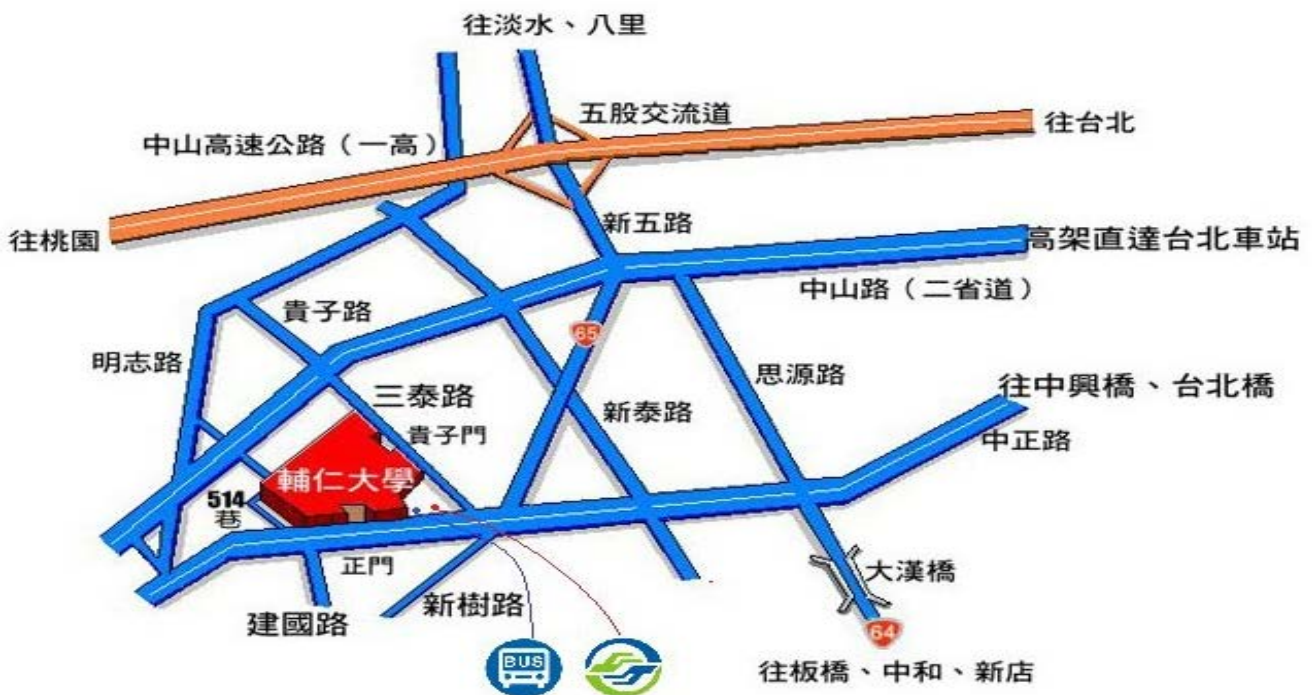 往淡水、八里
五股交流道
往台北
中山高速公路（一高）
往桃園
新五路
高架直達台北車站
中山路（二省道）
貴子路
65
明志路
思源路
三泰路
新泰路
往中興橋、台北橋
貴子門
中正路
輔仁大學
514
巷
正門
大漢橋
建國路
新樹路
64
BUS
往板橋、中和、新店